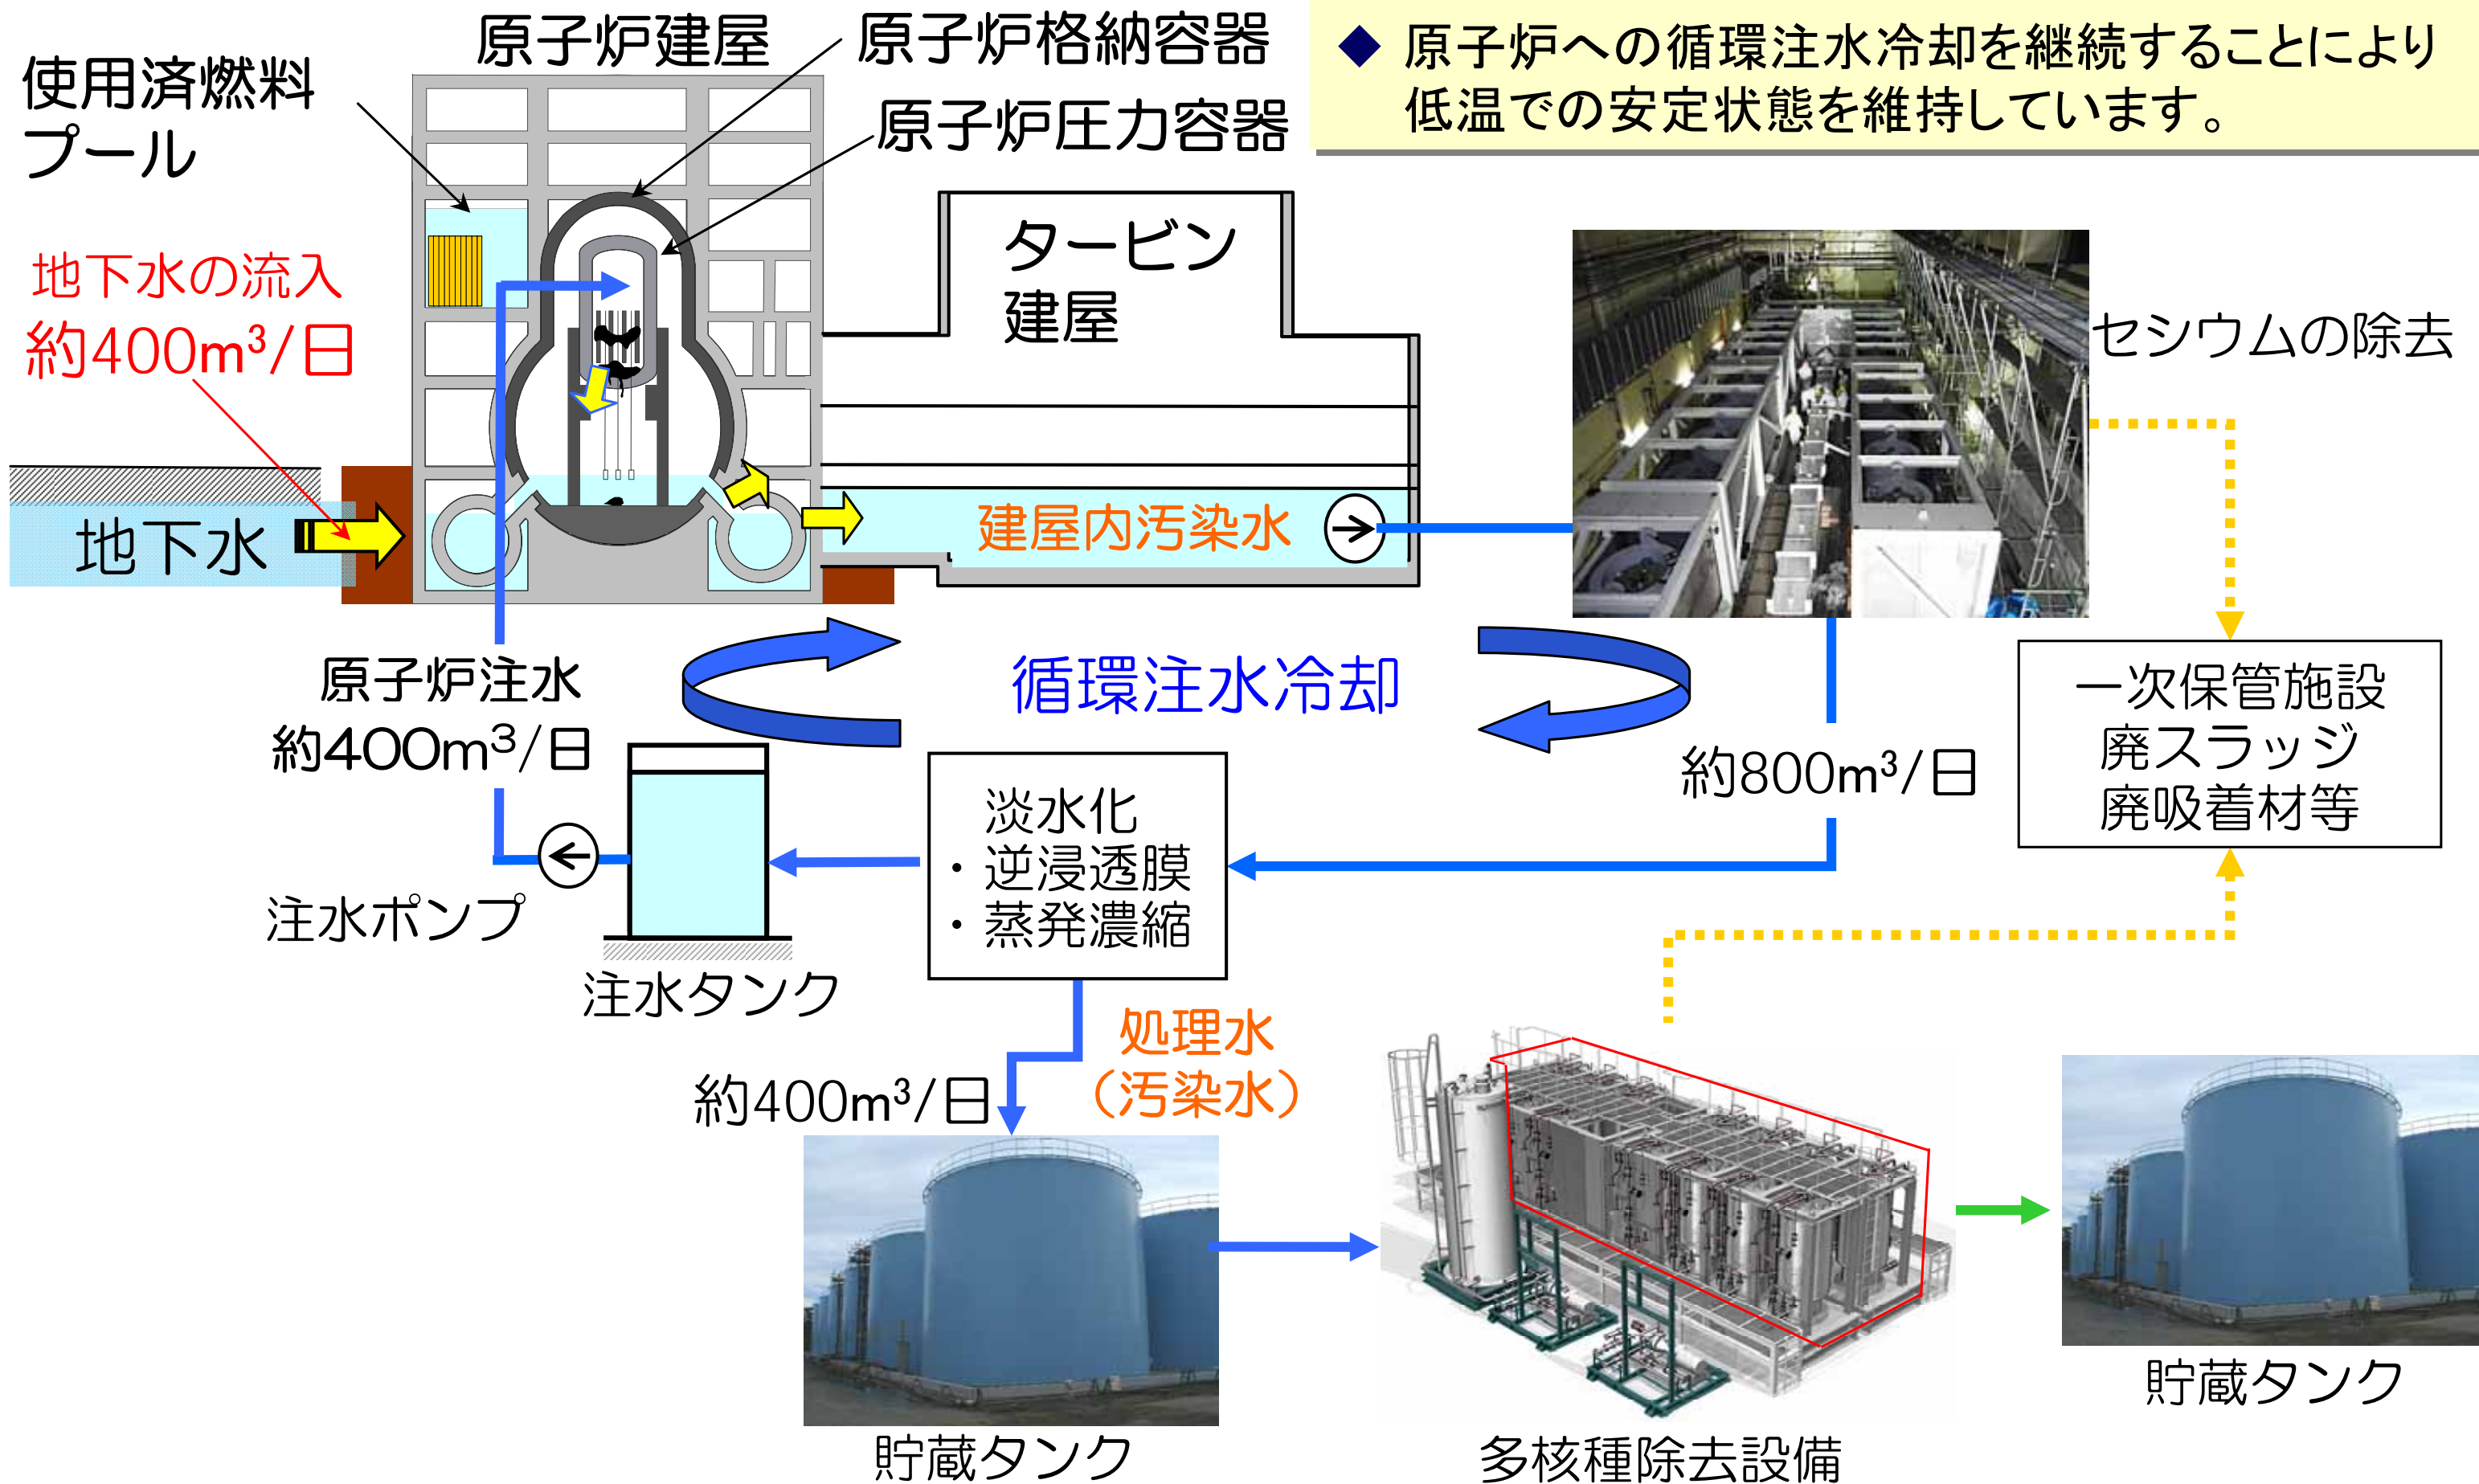 ◆ 原子炉への循環注水冷却を継続することにより
低温での安定状態を維持しています。
原子炉建屋
原子炉格納容器
原子炉圧力容器
使用済燃料
プール
地下水の流入
約400m³/日
タービン
建屋
セシウムの除去
地下水
建屋内汚染水
原子炉注水
約400m³/日
循環注水冷却
一次保管施設
廃スラッジ
廃吸着材等
約800m³/日
淡水化
・逆浸透膜
・蒸発濃縮
注水ポンプ
注水タンク
処理水
（汚染水）
約400m³/日
貯蔵タンク
多核種除去設備
貯蔵タンク